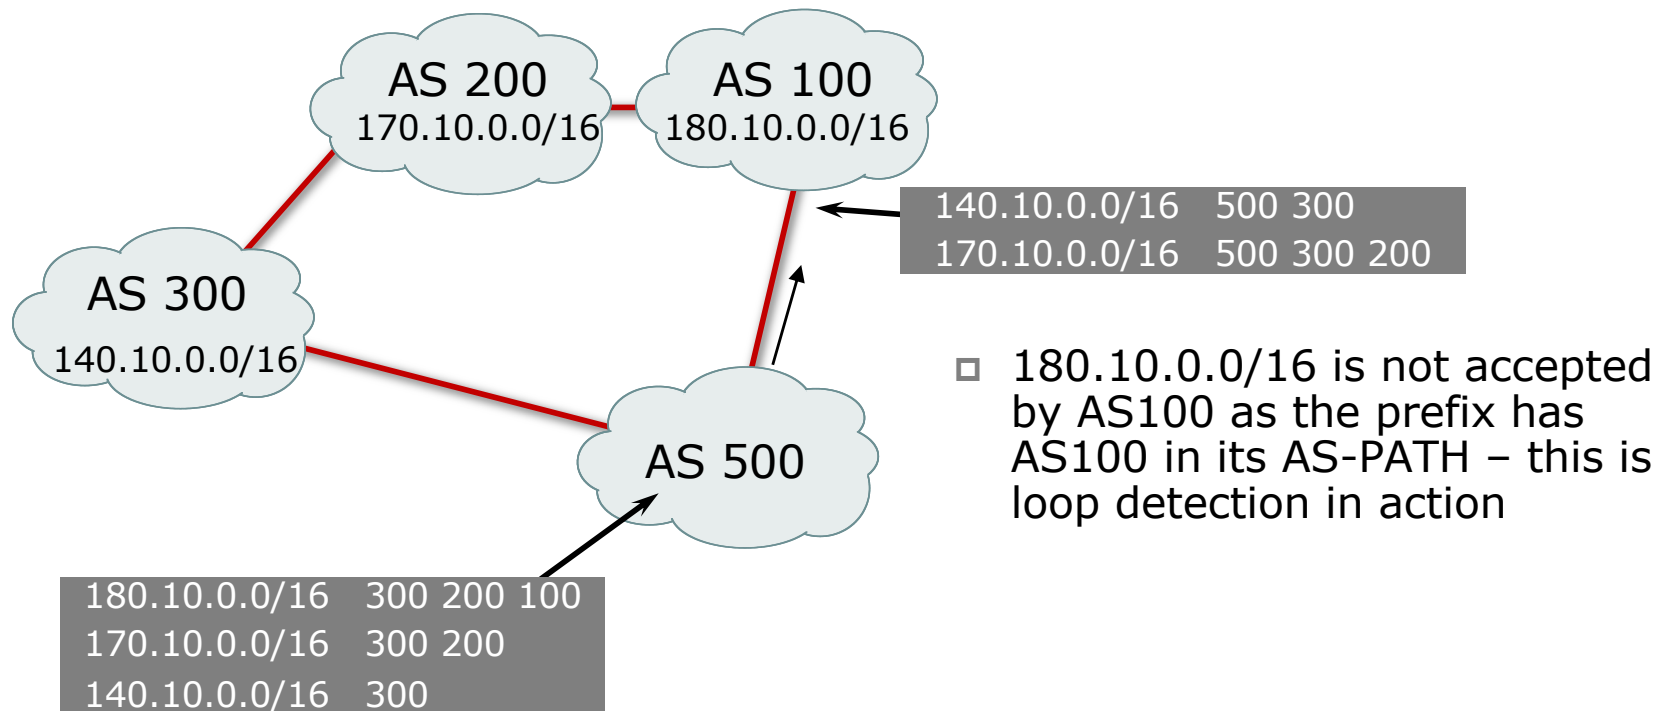 AS 200
170.10.0.0/16
AS 100
180.10.0.0/16
140.10.0.0/16 500 300
170.10.0.0/16 500 300 200
AS 300
140.10.0.0/16
180.10.0.0/16 is not accepted
by AS100 as the prefix has
AS100 in its AS-PATH – this is
loop detection in action
AS 500
180.10.0.0/16 300 200 100
170.10.0.0/16 300 200
140.10.0.0/16 300